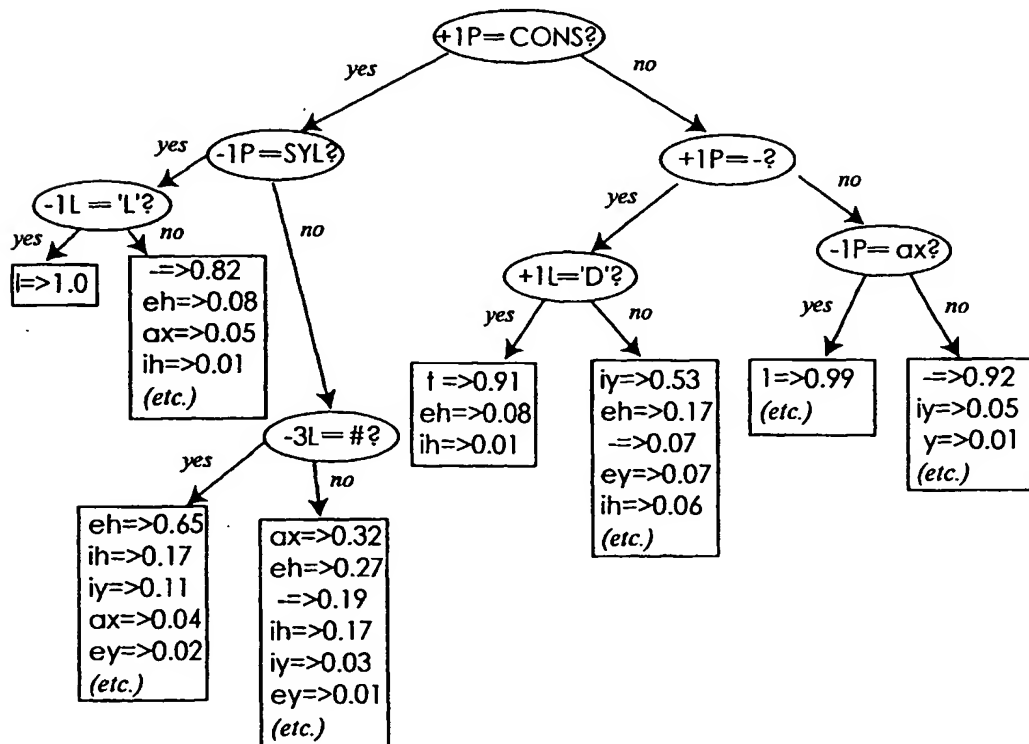 +1P==CONS?
yes
no
-1P==SYL?
+1P==-?
yes
no
-1L=='L'?
yes
no
yes
no
i=>1.0
-=>0.82
eh=>0.08
ax=>0.05
ih=>0.01
(etc.)
+1L='D'?
-1P==ax?
yes
no
yes
no
t=>0.91
eh=>0.08
ih=>0.01
iy=>0.53
eh=>0.17
-=>0.07
ey=>0.07
ih=>0.06
(etc.)
1=>0.99
(etc.)
-=>0.92
iy=>0.05
y=>0.01
(etc.)
-3L==#?
yes
no
eh=>0.65
ih=>0.17
iy=>0.11
ax=>0.04
ey=>0.02
(etc.)
ax=>0.32
eh=>0.27
-=>0.19
ih=>0.17
iy=>0.03
ey=>0.01
(etc.)